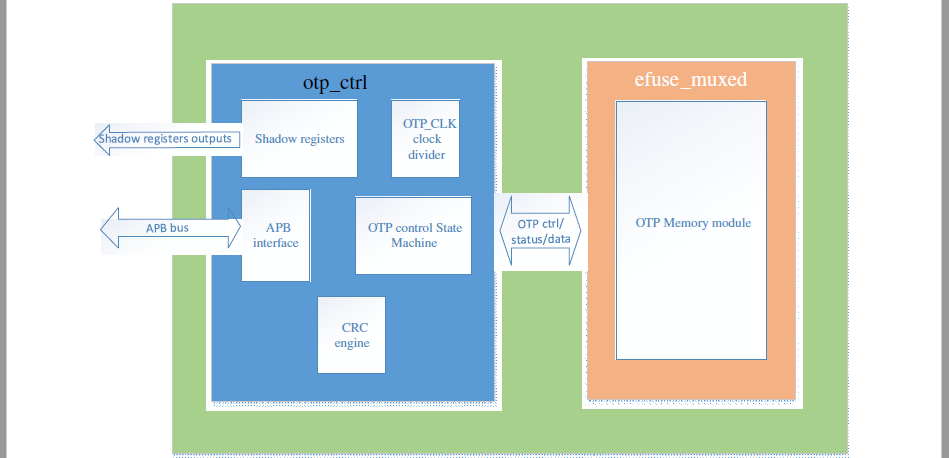 otp_ctrl
efuse_muxed
Shadow registers outputs
Shadow registers
OTP_CLK
clock
divider
APB bus
APB
interface
OTP control State
Machine
OTP ctrl/
status/data
OTP Memory module
CRC
engine